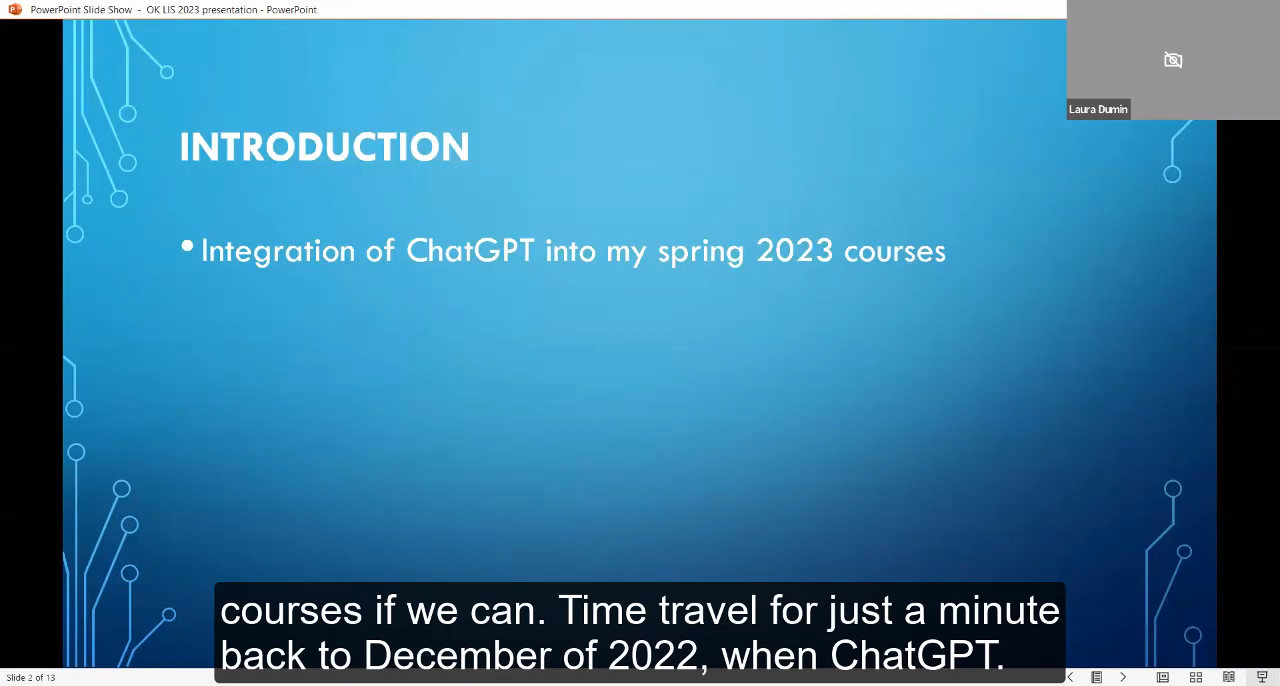 PowerPoint Slide Show - OK LIS 2023 presentation - PowerPoint
Laura Dumin
INTRODUCTION
• Integration of ChatGPT into my spring 2023 courses
courses if we can. Time travel for just a minute
back to December of 2022, when ChatGPT.
Slide 2 of 13